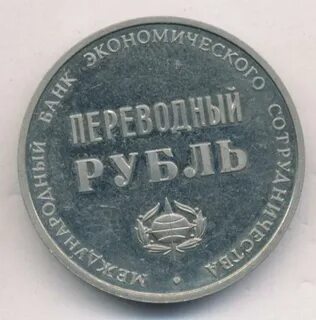 МЕЖДУНАРОДНЫЙ БАНК ЭКОНОМИЧЕСКОГО СОТРУДНИЧЕСТВА
ПЕРЕВОДНЫЙ
РУБЛЬ